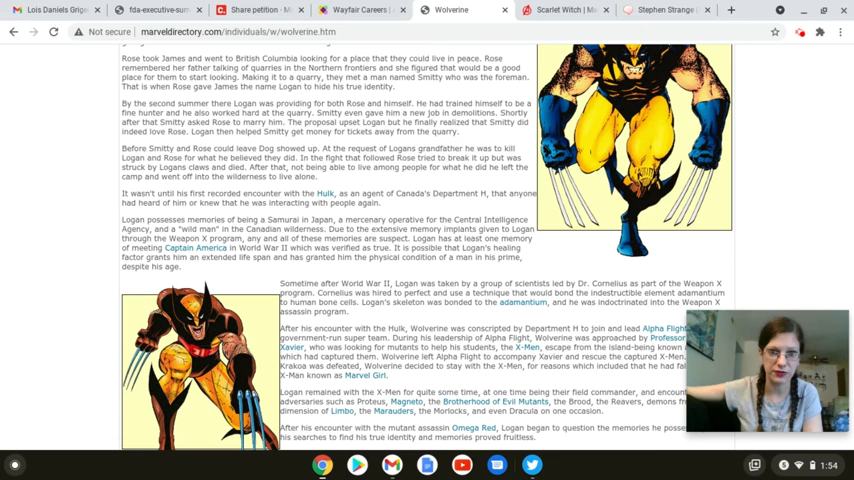 Lois Daniels Grigel
fda-executive-sum
Share petition · M
Wayfair Careers | A
Wolverine
Scarlet Witch | Ma
Stephen Strange |
Not secure
marveldirectory.com/individuals/w/wolverine.htm
Rose took James and went to British Columbia looking for a place that they could live in peace. Rose
remembered her father talking of quarries in the Northern frontiers and she figured that would be a good
place for them to start looking. Making it to a quarry, they met a man named Smitty who was the foreman.
That is when Rose gave James the name Logan to hide his true identity.
By the second summer there Logan was providing for both Rose and himself. He had trained himself to be a
fine hunter and he also worked hard at the quarry. Smitty even gave him a new job in demolitions. Shortly
after that Smitty asked Rose to marry him. The proposal upset Logan but he finally realized that Smitty did
indeed love Rose. Logan then helped Smitty get money for tickets away from the quarry.
Before Smitty and Rose could leave Dog showed up. At the request of Logans grandfather he was to kill
Logan and Rose for what he believed they did. In the fight that followed Rose tried to break it up but was
struck by Logans claws and died. After that, not being able to live among people for what he did he left the
camp and went off into the wilderness to live alone.
It wasn't until his first recorded encounter with the Hulk, as an agent of Canada's Department H, that anyone
had heard of him or knew that he was interacting with people again.
Logan possesses memories of being a Samurai in Japan, a mercenary operative for the Central Intelligence
Agency, and a "wild man" in the Canadian wilderness. Due to the extensive memory implants given to Logan
through the Weapon X program, any and all of these memories are suspect. Logan has at least one memory
of meeting Captain America in World War II which was verified as true. It is possible that Logan's healing
factor grants him an extended life span and has granted him the physical condition of a man in his prime,
despite his age.
Sometime after World War II, Logan was taken by a group of scientists led by Dr. Cornelius as part of the Weapon X
program. Cornelius was hired to perfect and use a technique that would bond the indestructible element adamantium
to human bone cells. Logan's skeleton was bonded to the adamantium, and he was indoctrinated into the Weapon X
assassin program.
After his encounter with the Hulk, Wolverine was conscripted by Department H to join and lead Alpha Flight
government-run super team. During his leadership of Alpha Flight, Wolverine was approached by Professor
Xavier, who was looking for mutants to help his students, the X-Men, escape from the island-being known
which had captured them. Wolverine left Alpha Flight to accompany Xavier and rescue the captured X-Men.
Krakoa was defeated, Wolverine decided to stay with the X-Men, for reasons which included that he had fal
X-Man known as Marvel Girl.
Logan remained with the X-Men for quite some time, at one time being their field commander, and encount
adversaries such as Proteus, Magneto, the Brotherhood of Evil Mutants, the Brood, the Reavers, demons fr
dimension of Limbo, the Marauders, the Morlocks, and even Dracula on one occasion.
After his encounter with the mutant assassin Omega Red, Logan began to question the memories he posses
his searches to find his true identity and memories proved fruitless.
1:54